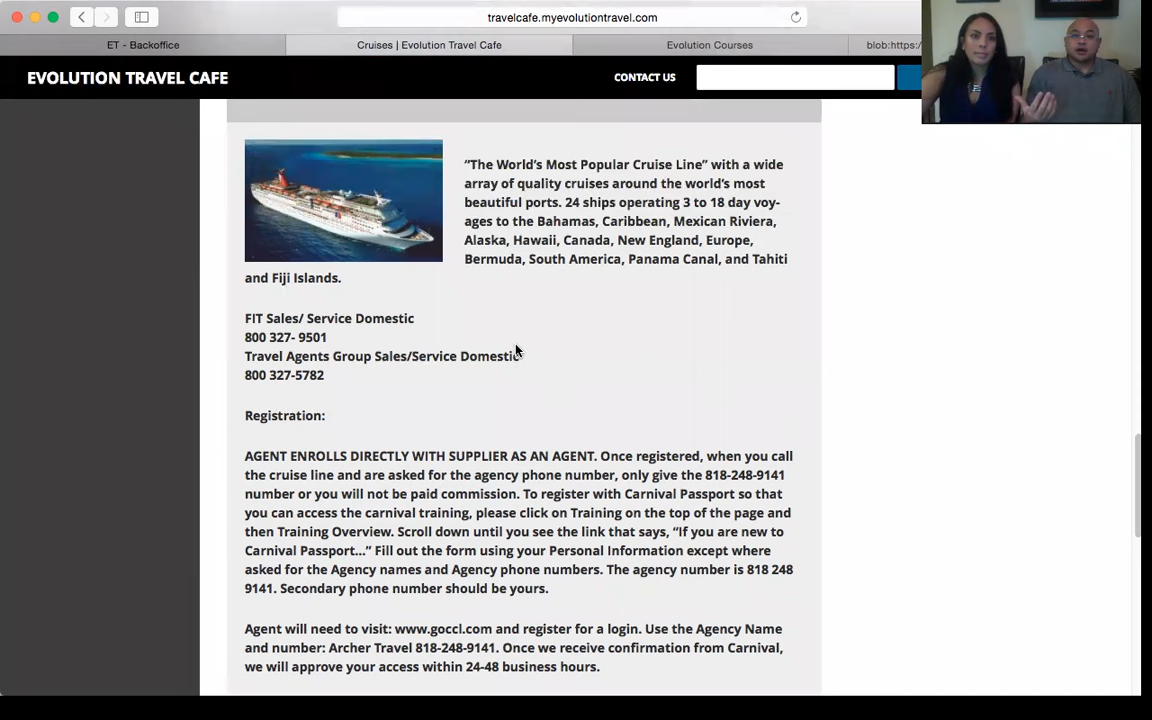 travelcafe.myevolutiontravel.com
ET - Backoffice
Cruises | Evolution Travel Cafe
Evolution Courses
blob:https:/
EVOLUTION TRAVEL CAFE
CONTACT US
"The World's Most Popular Cruise Line" with a wide
array of quality cruises around the world's most
beautiful ports. 24 ships operating 3 to 18 day voy-
ages to the Bahamas, Caribbean, Mexican Riviera,
Alaska, Hawaii, Canada, New England, Europe,
Bermuda, South America, Panama Canal, and Tahiti
and Fiji Islands.
FIT Sales/ Service Domestic
800 327- 9501
Travel Agents Group Sales/Service Domestic
800 327-5782
Registration:
AGENT ENROLLS DIRECTLY WITH SUPPLIER AS AN AGENT. Once registered, when you call
the cruise line and are asked for the agency phone number, only give the 818-248-9141
number or you will not be paid commission. To register with Carnival Passport so that
you can access the carnival training, please click on Training on the top of the page and
then Training Overview. Scroll down until you see the link that says, "If you are new to
Carnival Passport..." Fill out the form using your Personal Information except where
asked for the Agency names and Agency phone numbers. The agency number is 818 248
9141. Secondary phone number should be yours.
Agent will need to visit: www.goccl.com and register for a login. Use the Agency Name
and number: Archer Travel 818-248-9141. Once we receive confirmation from Carnival,
we will approve your access within 24-48 business hours.